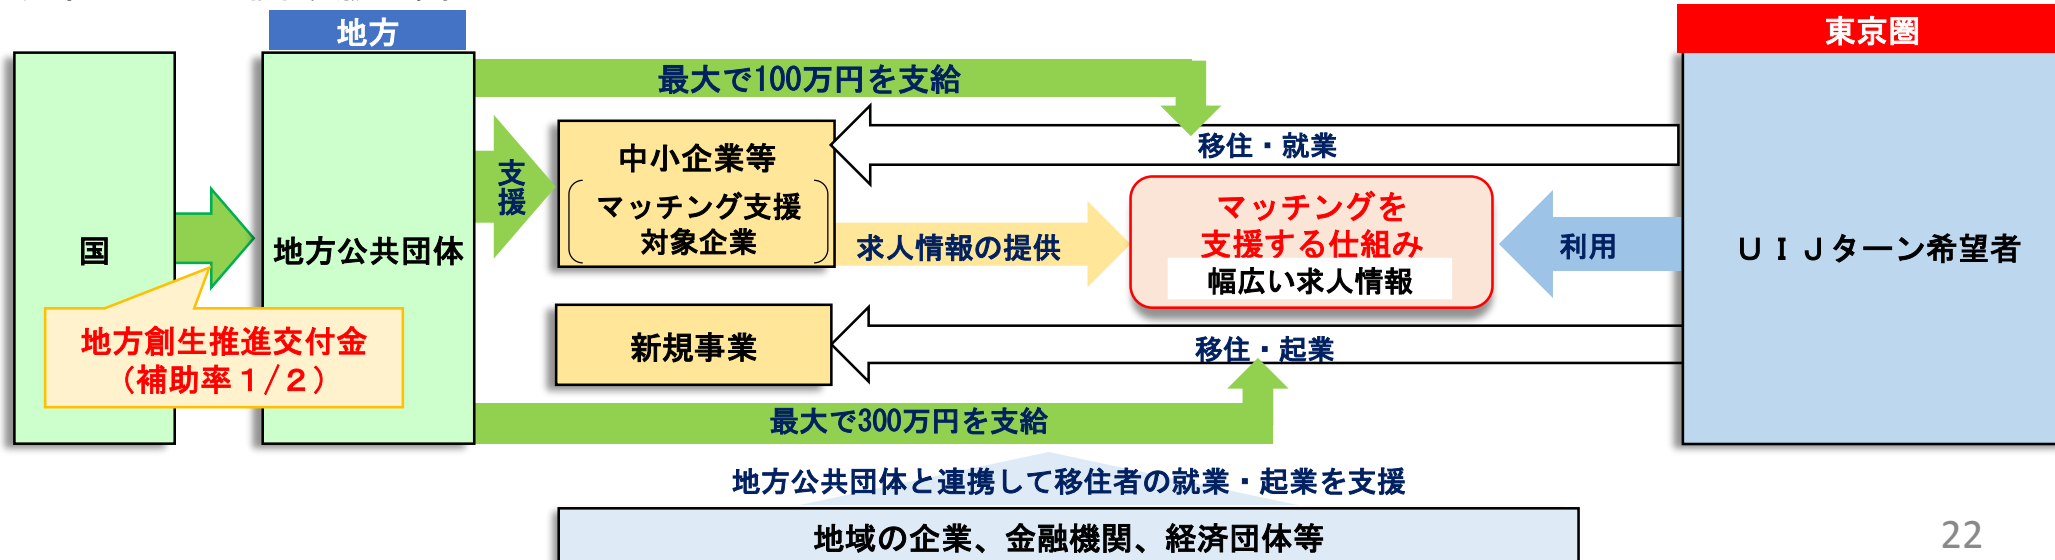 地方
東京圏
最大で100万円を支給
移住・就業
中小企業等
マッチング支援
対象企業
支援
求人情報の提供
マッチングを
支援する仕組み
幅広い求人情報
利用
国
地方公共団体
ＵＩＪターン希望者
地方創生推進交付金
（補助率１/２）
新規事業
移住・起業
最大で300万円を支給
地方公共団体と連携して移住者の就業・起業を支援
地域の企業、金融機関、経済団体等
22